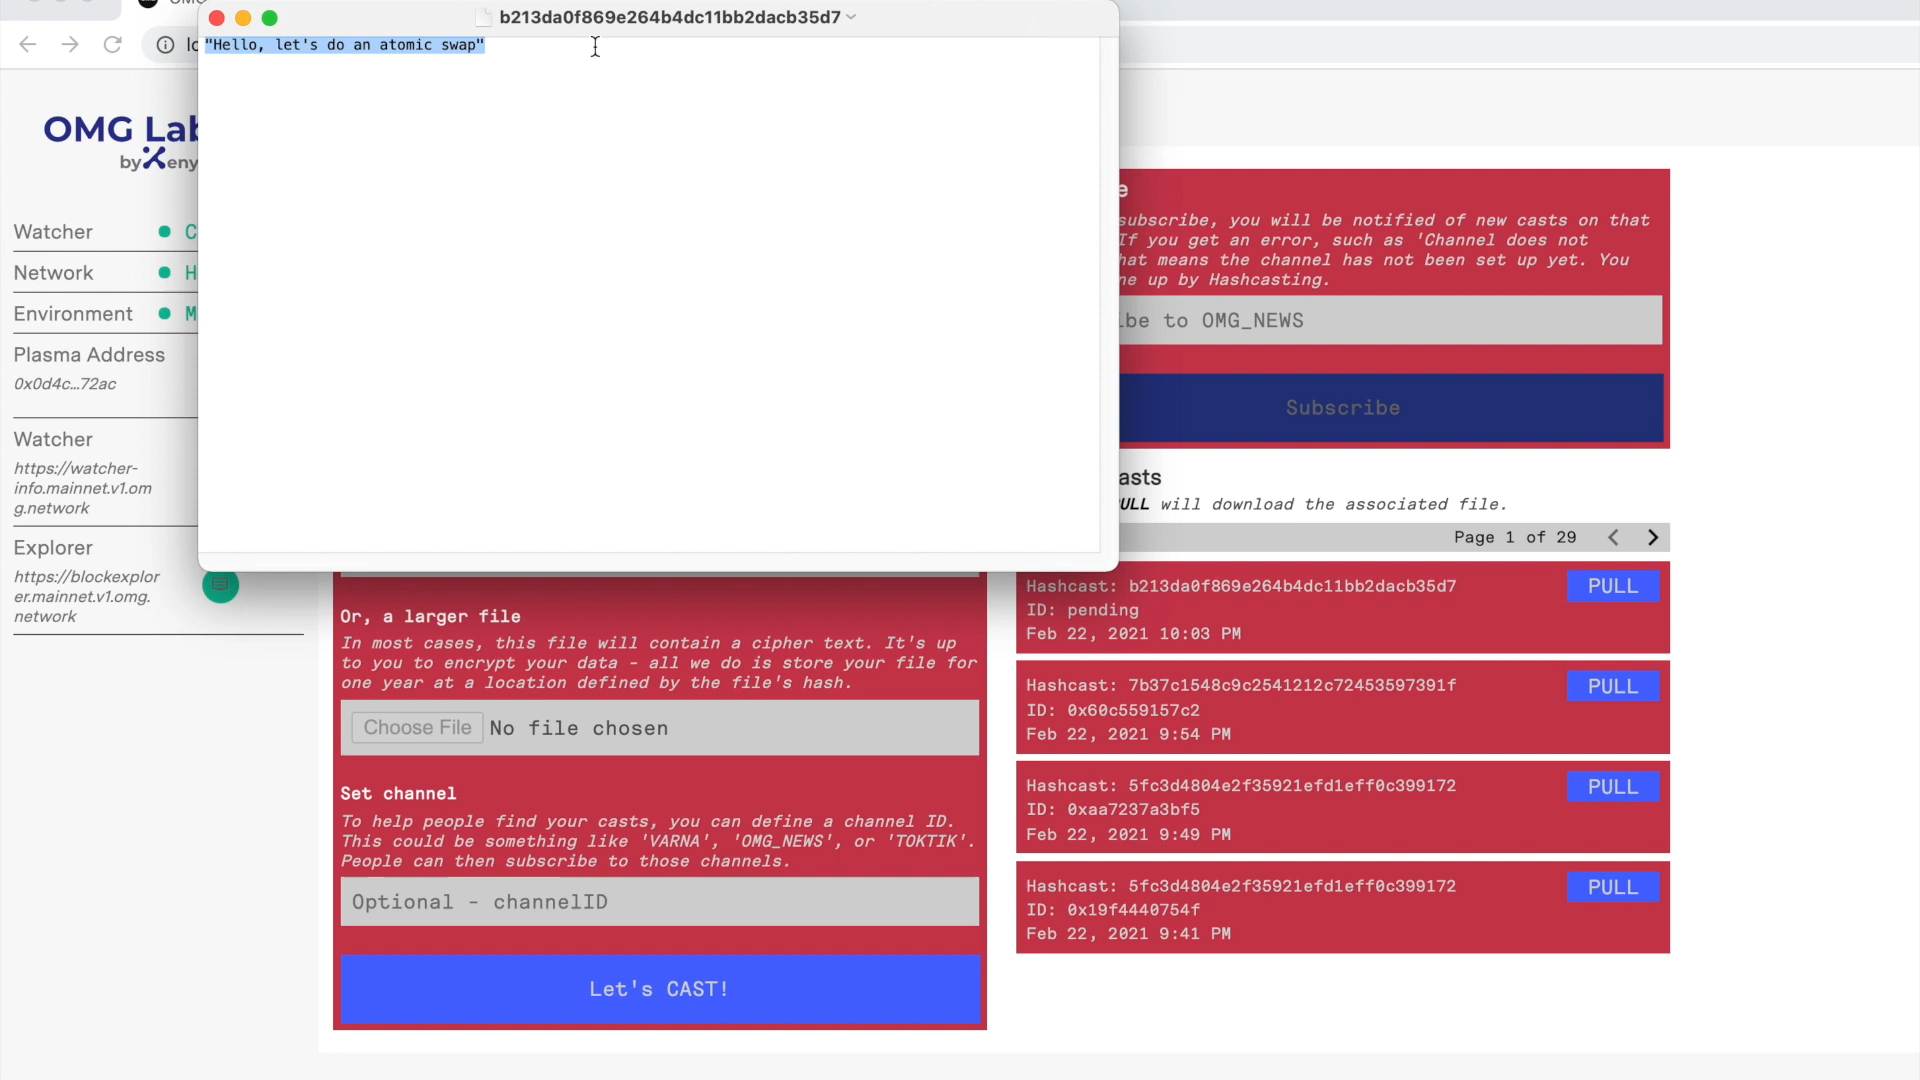 b213da0f869e264b4dc11bb2dacb35d7
"Hello, let's do an atomic swap"
OMG Lab
by Xeny
Watcher
Network
Environment
Plasma Address
0x0d4c...72ac
Watcher
https://watcher-
info.mainnet.v1.om
g.network
Explorer
https://blockexplor
er.mainnet.v1.omg.
network
Or, a larger file
In most cases, this file will contain a cipher text. It's up
to you to encrypt your data - all we do is store your file for
one year at a location defined by the file's hash.
Choose File No file chosen
Set channel
To help people find your casts, you can define a channel ID.
This could be something like 'VARNA', 'OMG_NEWS', or 'TOKTIK'.
People can then subscribe to those channels.
Optional - channelID
Let's CAST!
subscribe, you will be notified of new casts on that
If you get an error, such as 'Channel does not
hat means the channel has not been set up yet. You
ne up by Hashcasting.
be to OMG_NEWS
Subscribe
asts
ULL will download the associated file.
Page 1 of 29
Hashcast: b213da0f869e264b4dc11bb2dacb35d7
PULL
ID: pending
Feb 22, 2021 10:03 PM
Hashcast: 7b37c1548c9c2541212c72453597391f
PULL
ID: 0x60c559157c2
Feb 22, 2021 9:54 PM
Hashcast: 5fc3d4804e2f35921efd1eff0c399172
PULL
ID: 0xaa7237a3bf5
Feb 22, 2021 9:49 PM
Hashcast: 5fc3d4804e2f35921efd1eff0c399172
PULL
ID: 0x19f4440754f
Feb 22, 2021 9:41 PM